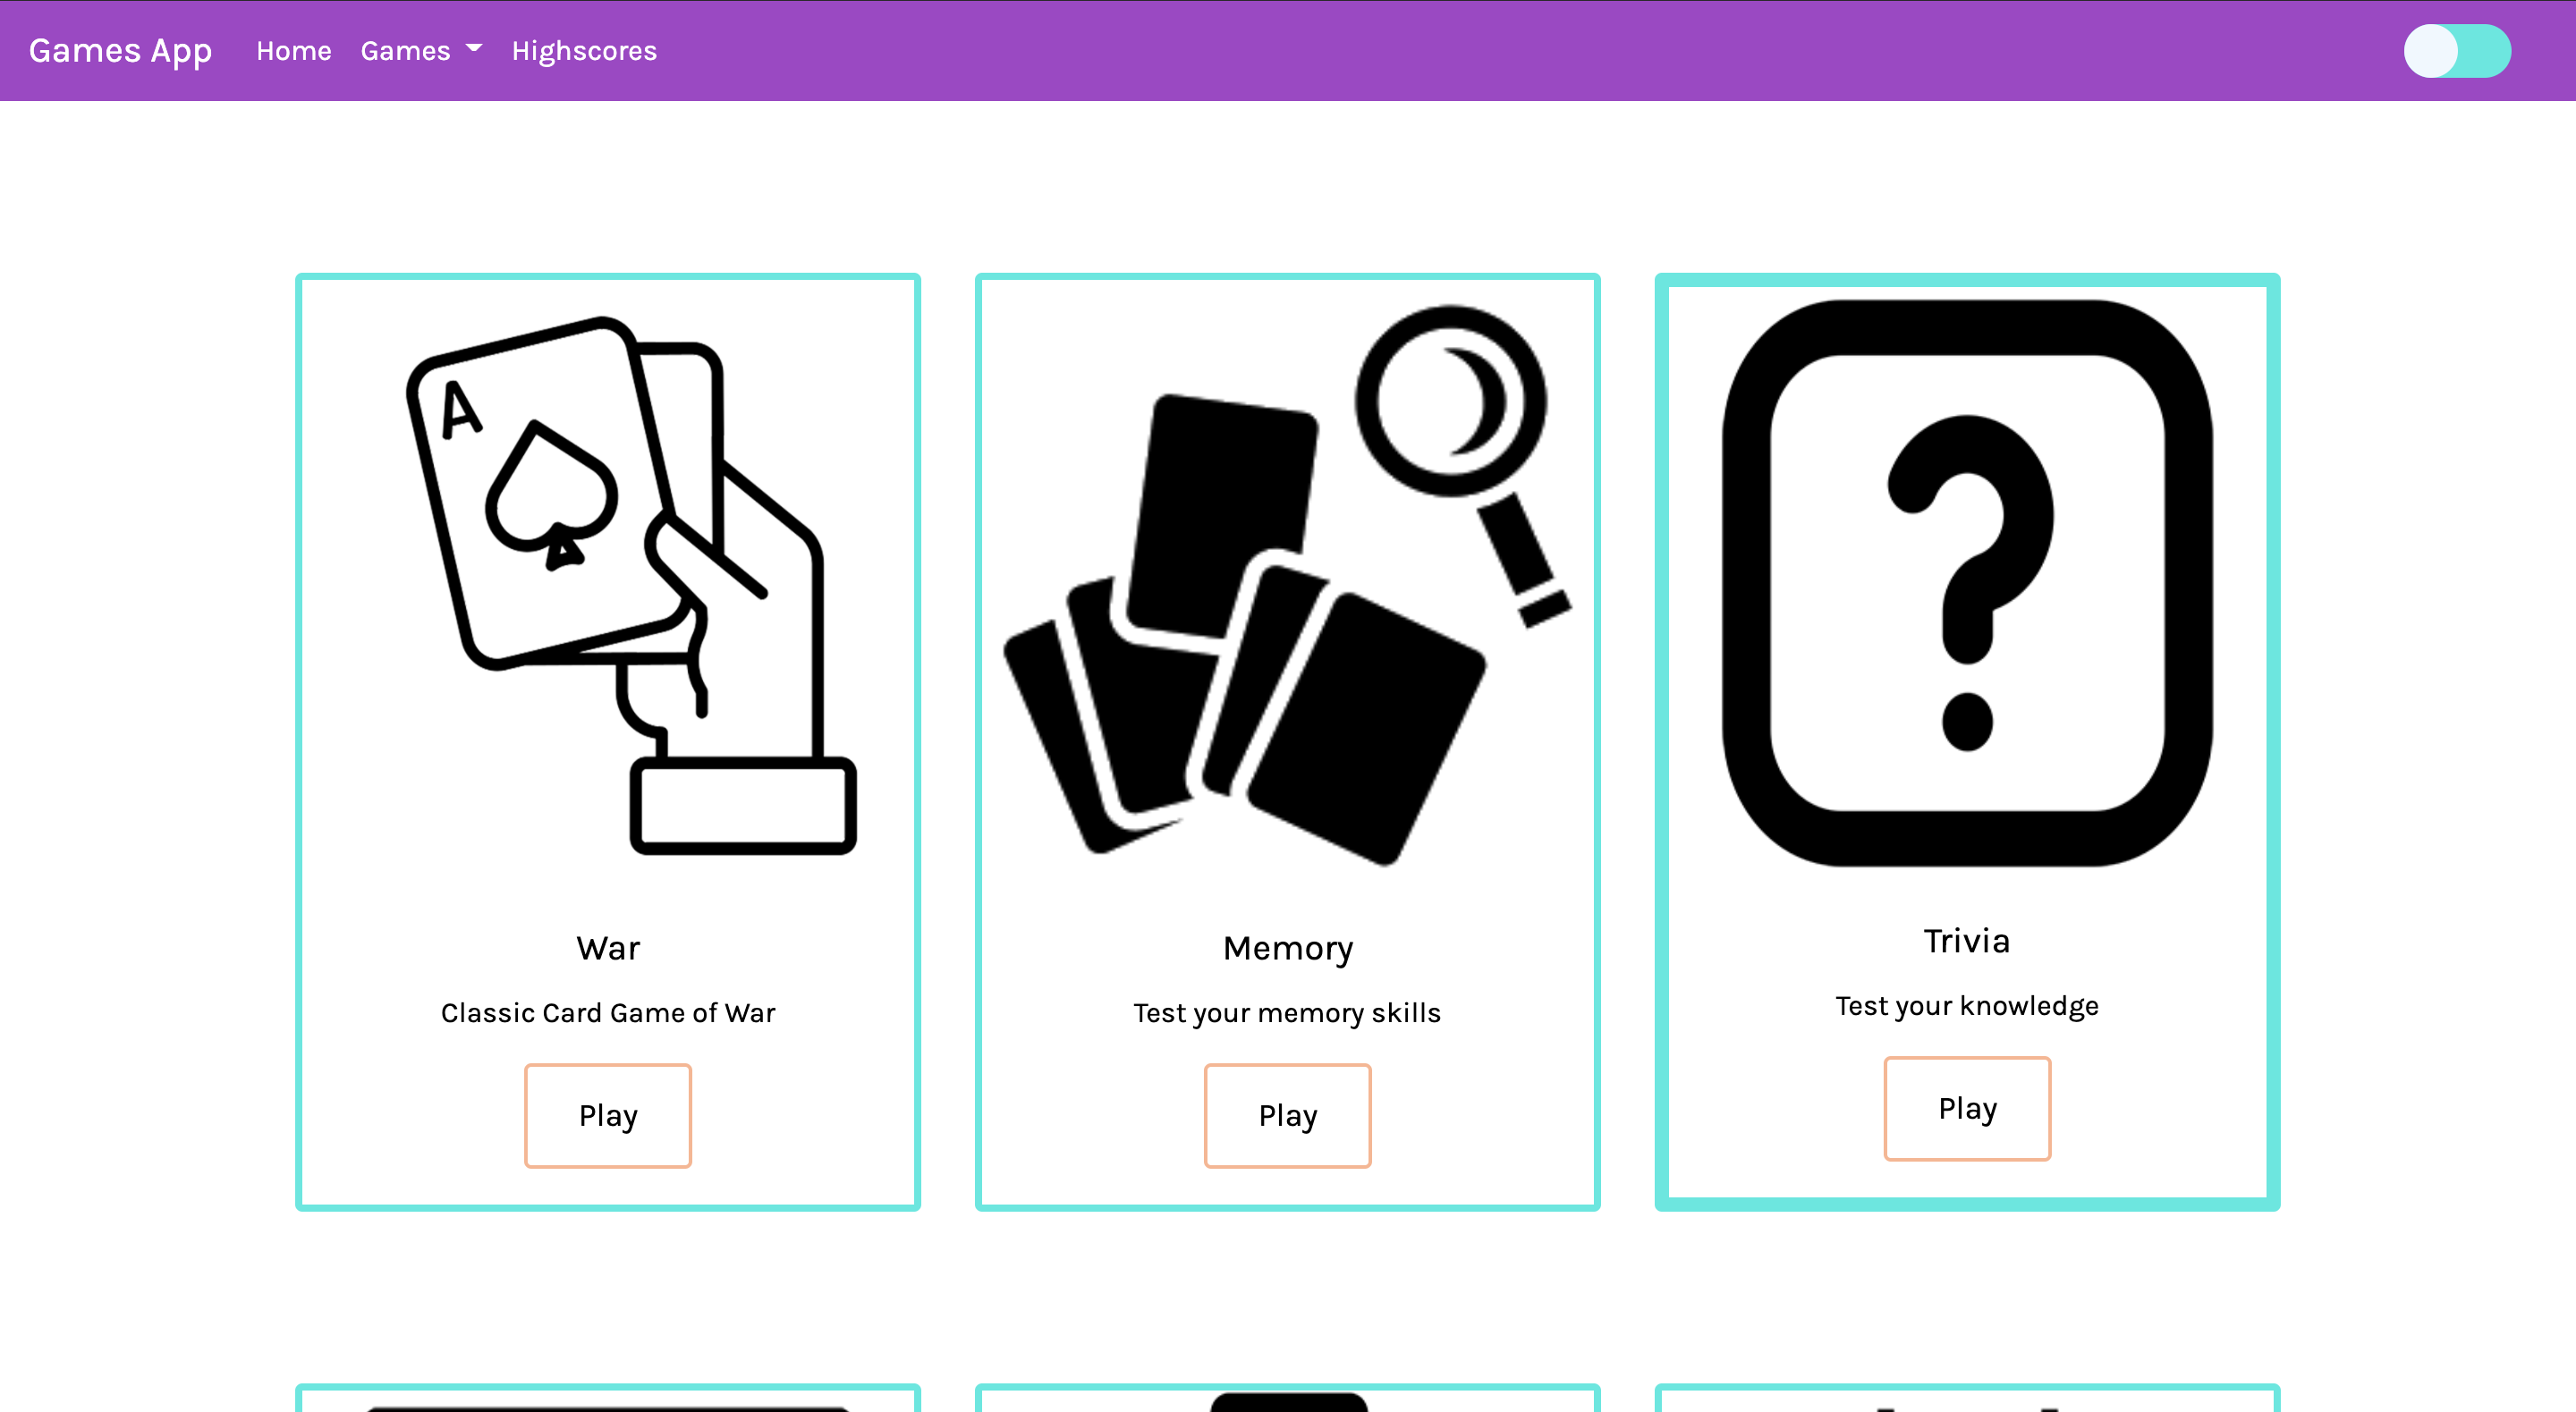 Games App Home Games Highscores
A
War
Classic Card Game of War
Play
Memory
Test your memory skills
Play
?
Trivia
Test your knowledge
Play